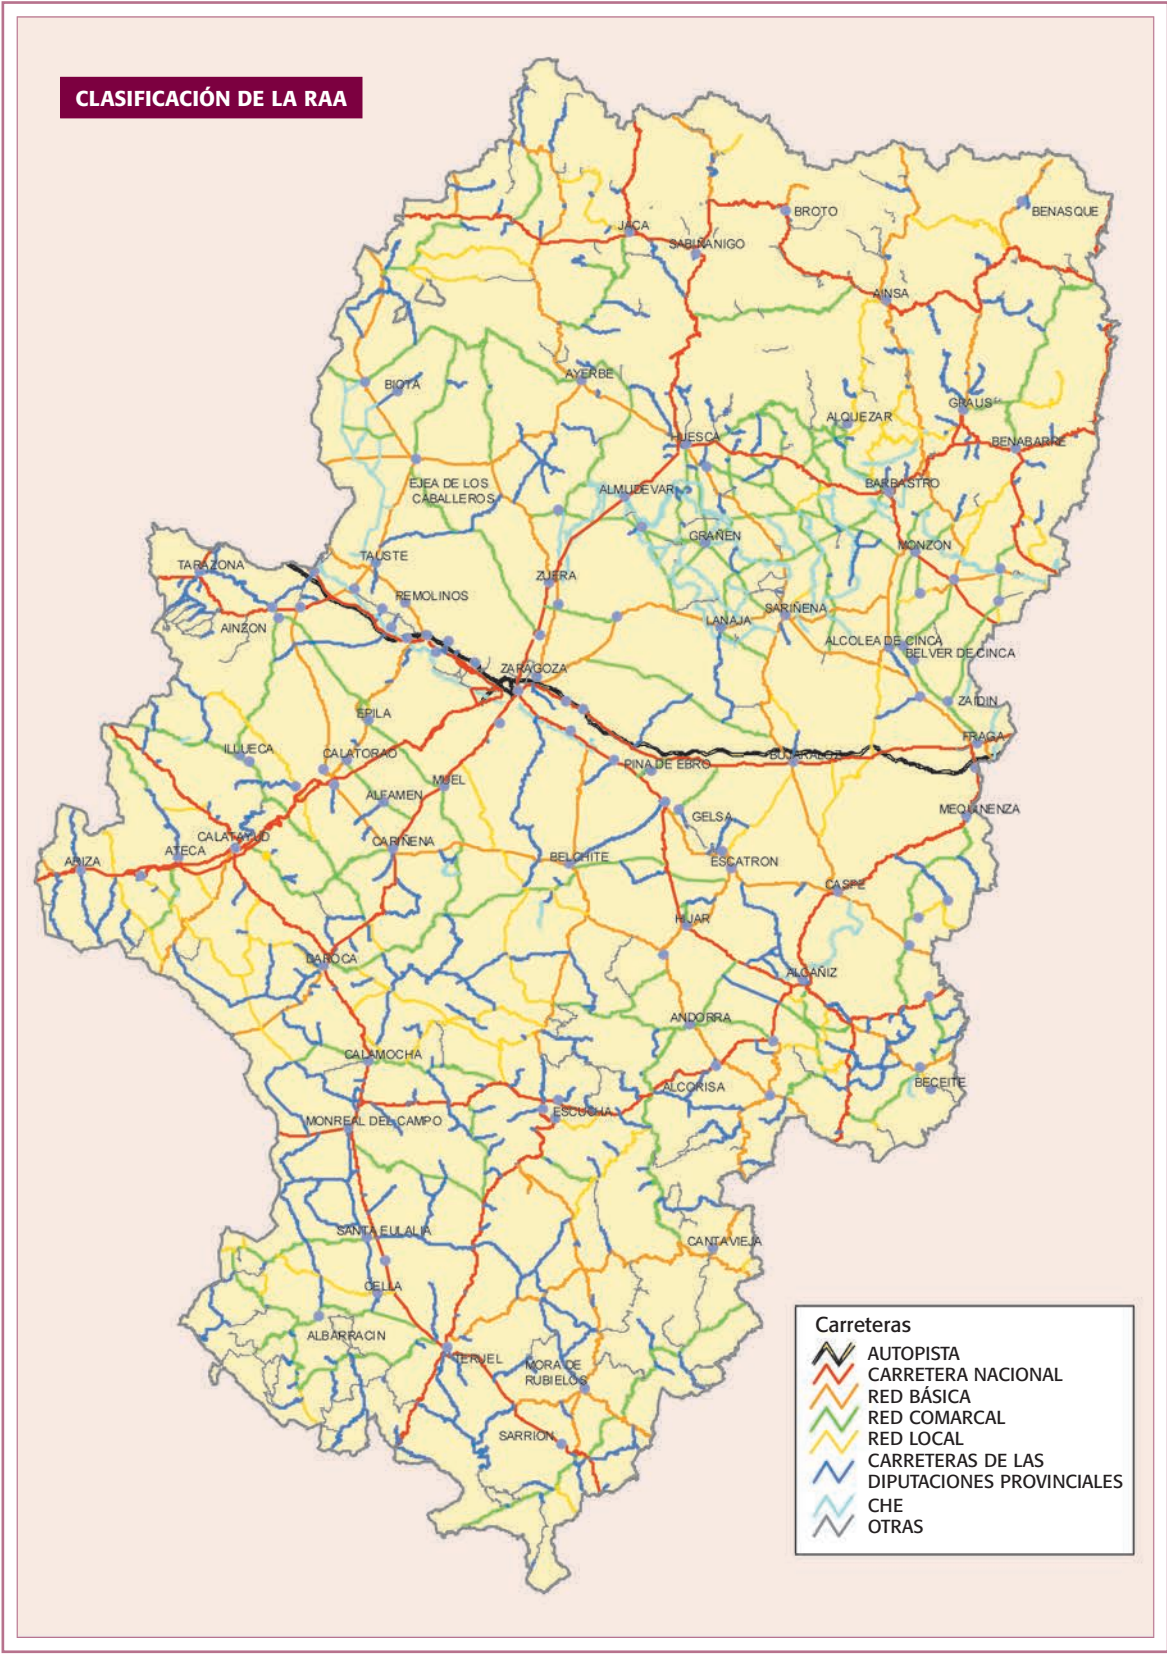 CLASIFICACIÓN DE LA RAA
BROTO
BENASQUE
JACA
SABIÑANIGO
AINSA
BIOTA
AYERBE
GRAUS
ALQUEZAR
HUESCA
BENABARRE
EJEA DE LOS
CABALLEROS
ALMUDEVAR
BARBASTRO
GRAÑEN
MONZON
TAUSTE
TARAZONA
ZUERA
REMOLINOS
SARIÑENA
LANAJA
AINZON
ALCOLEA DE CINCA
BELVER DE CINCA
ZARAGOZA
ZAIDIN
EPILA
FRAGA
ILLUECA
CALATORAO
BUJARALOZ
PINA DE EBRO
MUEL
ALFAMEN
MEQUINENZA
GELSA
CALATAYUD
CARIÑENA
ATECA
ARIZA
BELCHITE
ESCATRON
CASPE
HIJAR
DAROCA
ALCAÑIZ
ANDORRA
CALAMOCHA
BECEITE
ALCORISA
ESCUCHA
MONREAL DEL CAMPO
SANTA EULALIA
CANTAVIEJA
CELLA
ALBARRACIN
TERUEL
MORA DE
RUBIELOS
SARRION
Carreteras
AUTOPISTA
CARRETERA NACIONAL
RED BÁSICA
RED COMARCAL
RED LOCAL
CARRETERAS DE LAS
DIPUTACIONES PROVINCIALES
CHE
OTRAS